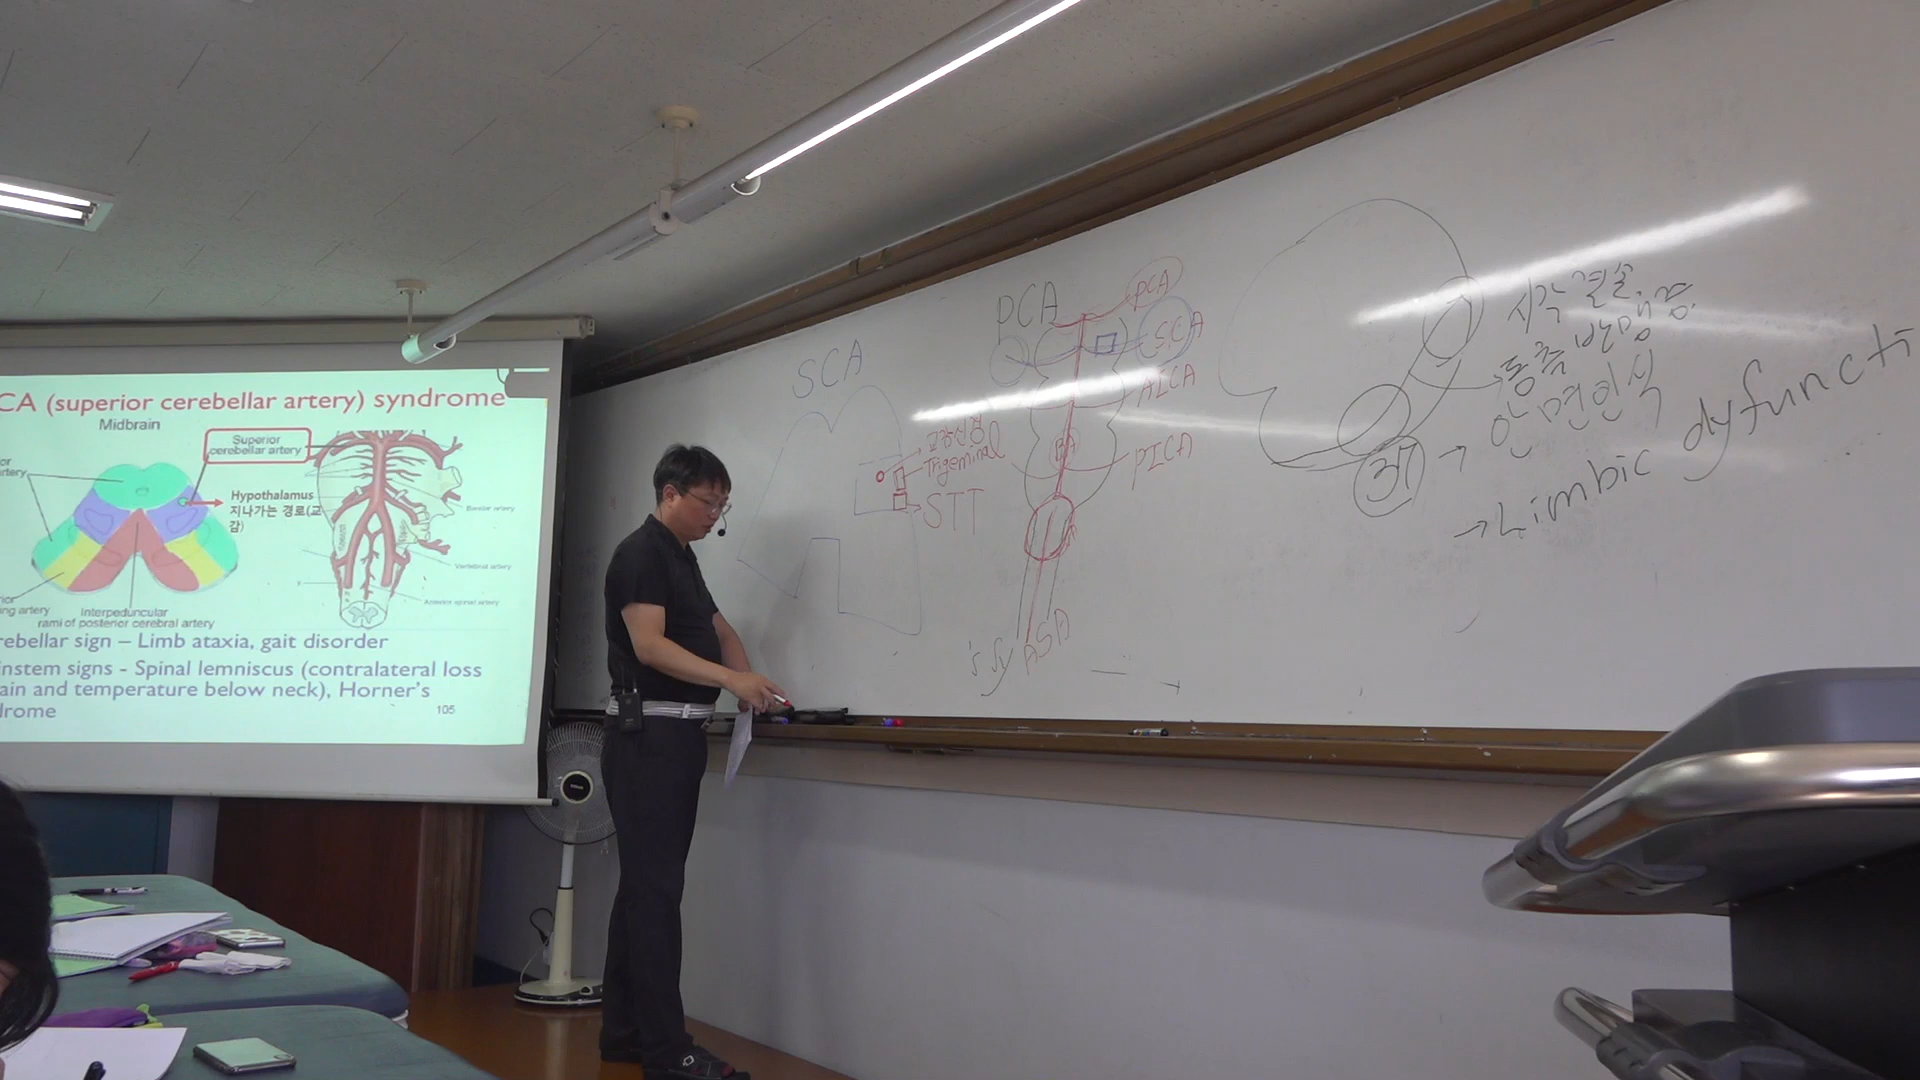 CA (superior cerebellar artery) syndrome
Midbrain
Superior
cerebellar artery
Hypothalamus
지나가는 경로(교
감)
Basilar artery
Vertebral artery
Anterior spinal artery
Interpeduncular
rami of posterior cerebral artery
rebellar sign – Limb ataxia, gait disorder
instem signs - Spinal lemniscus (contralateral loss
ain and temperature below neck), Horner's
drome
105
SCA
교감신경
Trigeminal
STT
PCA
PCA
SCA
AICA
PICA
BA
ASA
시각 결손
동측 반맹증
안면인식
37 →
→ Limbic dyfuncti